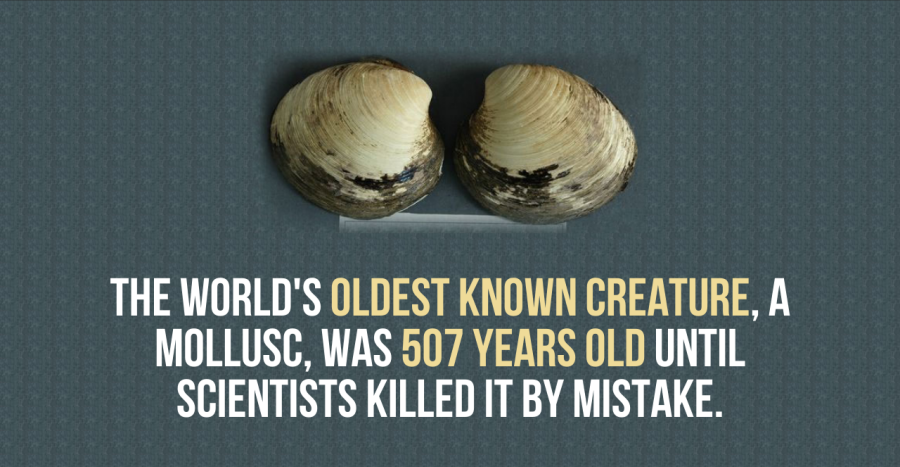 THE WORLD'S OLDEST KNOWN CREATURE, A
MOLLUSC, WAS 507 YEARS OLD UNTIL
SCIENTISTS KILLED IT BY MISTAKE.